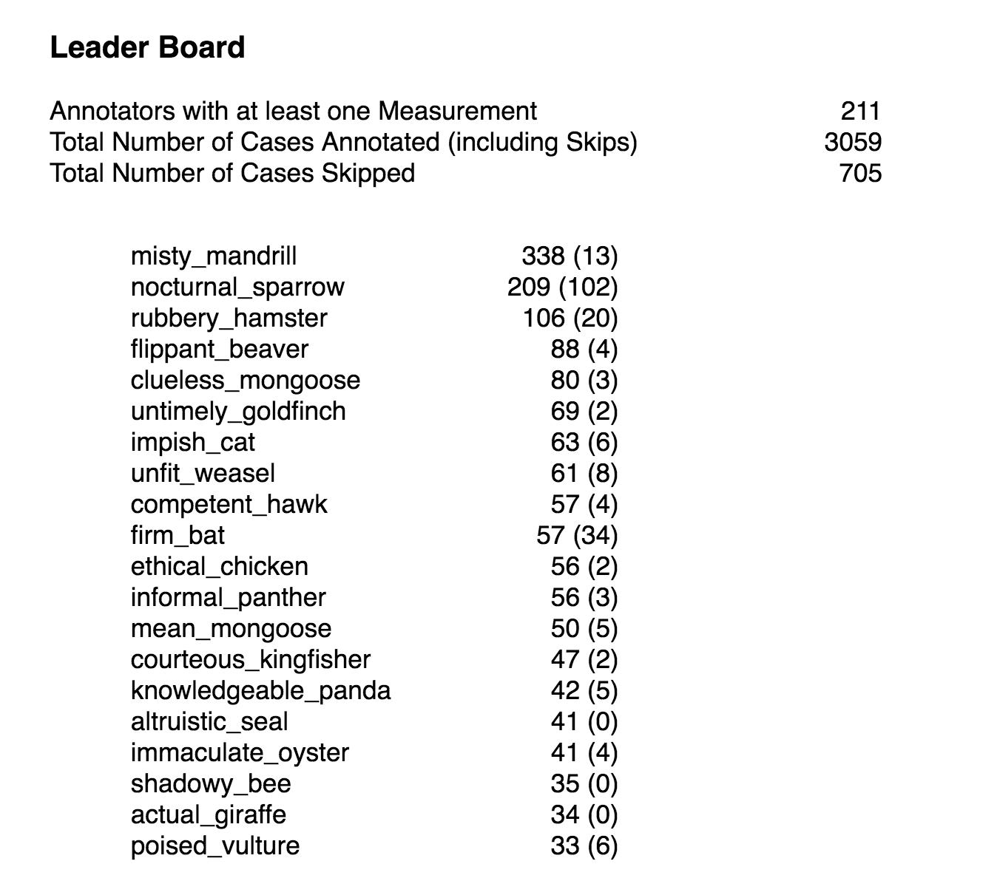 Leader Board
Annotators with at least one Measurement 211
Total Number of Cases Annotated (including Skips) 3059
Total Number of Cases Skipped 705
misty_mandrill 338 (13)
nocturnal_sparrow 209 (102)
rubbery_hamster 106 (20)
flippant_beaver 88 (4)
clueless_mongoose 80 (3)
untimely_goldfinch 69 (2)
impish_cat 63 (6)
unfit_weasel 61 (8)
competent_hawk 57 (4)
firm_bat 57 (34)
ethical_chicken 56 (2)
informal_panther 56 (3)
mean_mongoose 50 (5)
courteous_kingfisher 47 (2)
knowledgeable_panda 42 (5)
altruistic_seal 41 (0)
immaculate_oyster 41 (4)
shadowy_bee 35 (0)
actual_giraffe 34 (0)
poised_vulture 33 (6)